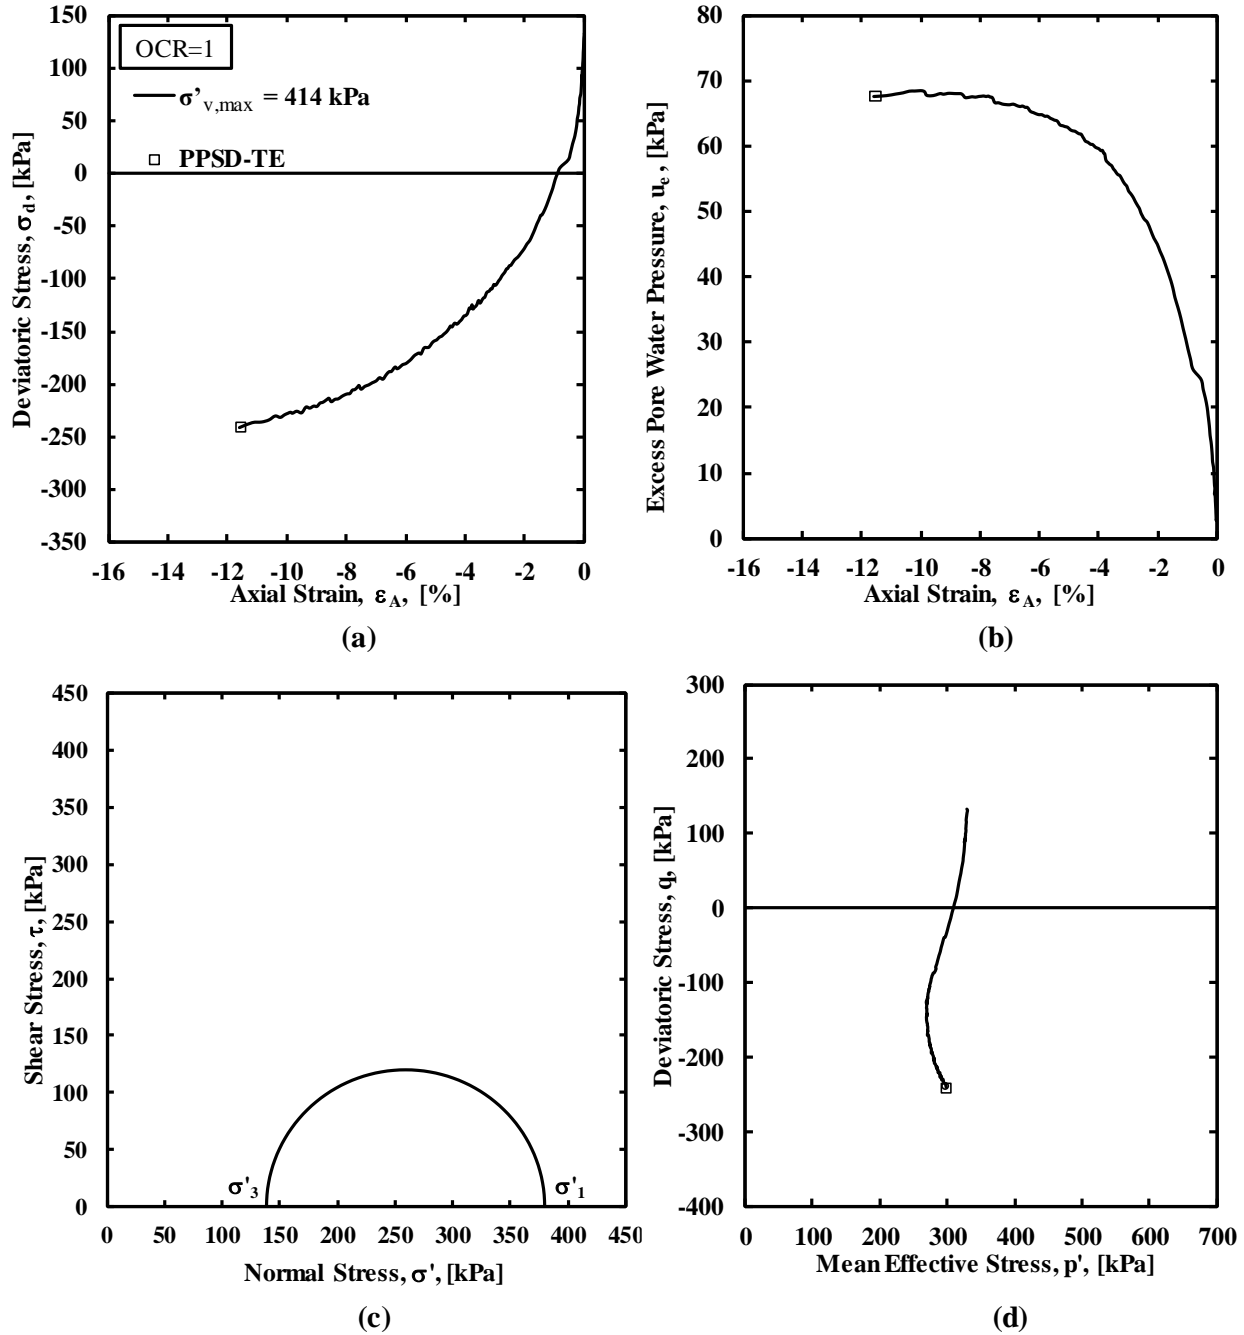 150
100
50
0
-50
-100
-150
-200
-250
-300
-350
Deviatoric Stress, σd, [kPa]
OCR=1
σ'v,max = 414 kPa
PPSD-TE
-16 -14 -12 -10 -8 -6 -4 -2 0
Axial Strain, εA, [%]
(a)
80
70
60
50
40
30
20
10
0
Excess Pore Water Pressure, ue, [kPa]
-16 -14 -12 -10 -8 -6 -4 -2 0
Axial Strain, εA, [%]
(b)
450
400
350
300
250
200
150
100
50
0
Shear Stress, τ, [kPa]
σ'3 σ'1
0 50 100 150 200 250 300 350 400 450
Normal Stress, σ', [kPa]
(c)
300
200
100
0
-100
-200
-300
-400
Deviatoric Stress, q, [kPa]
0 100 200 300 400 500 600 700
Mean Effective Stress, p', [kPa]
(d)